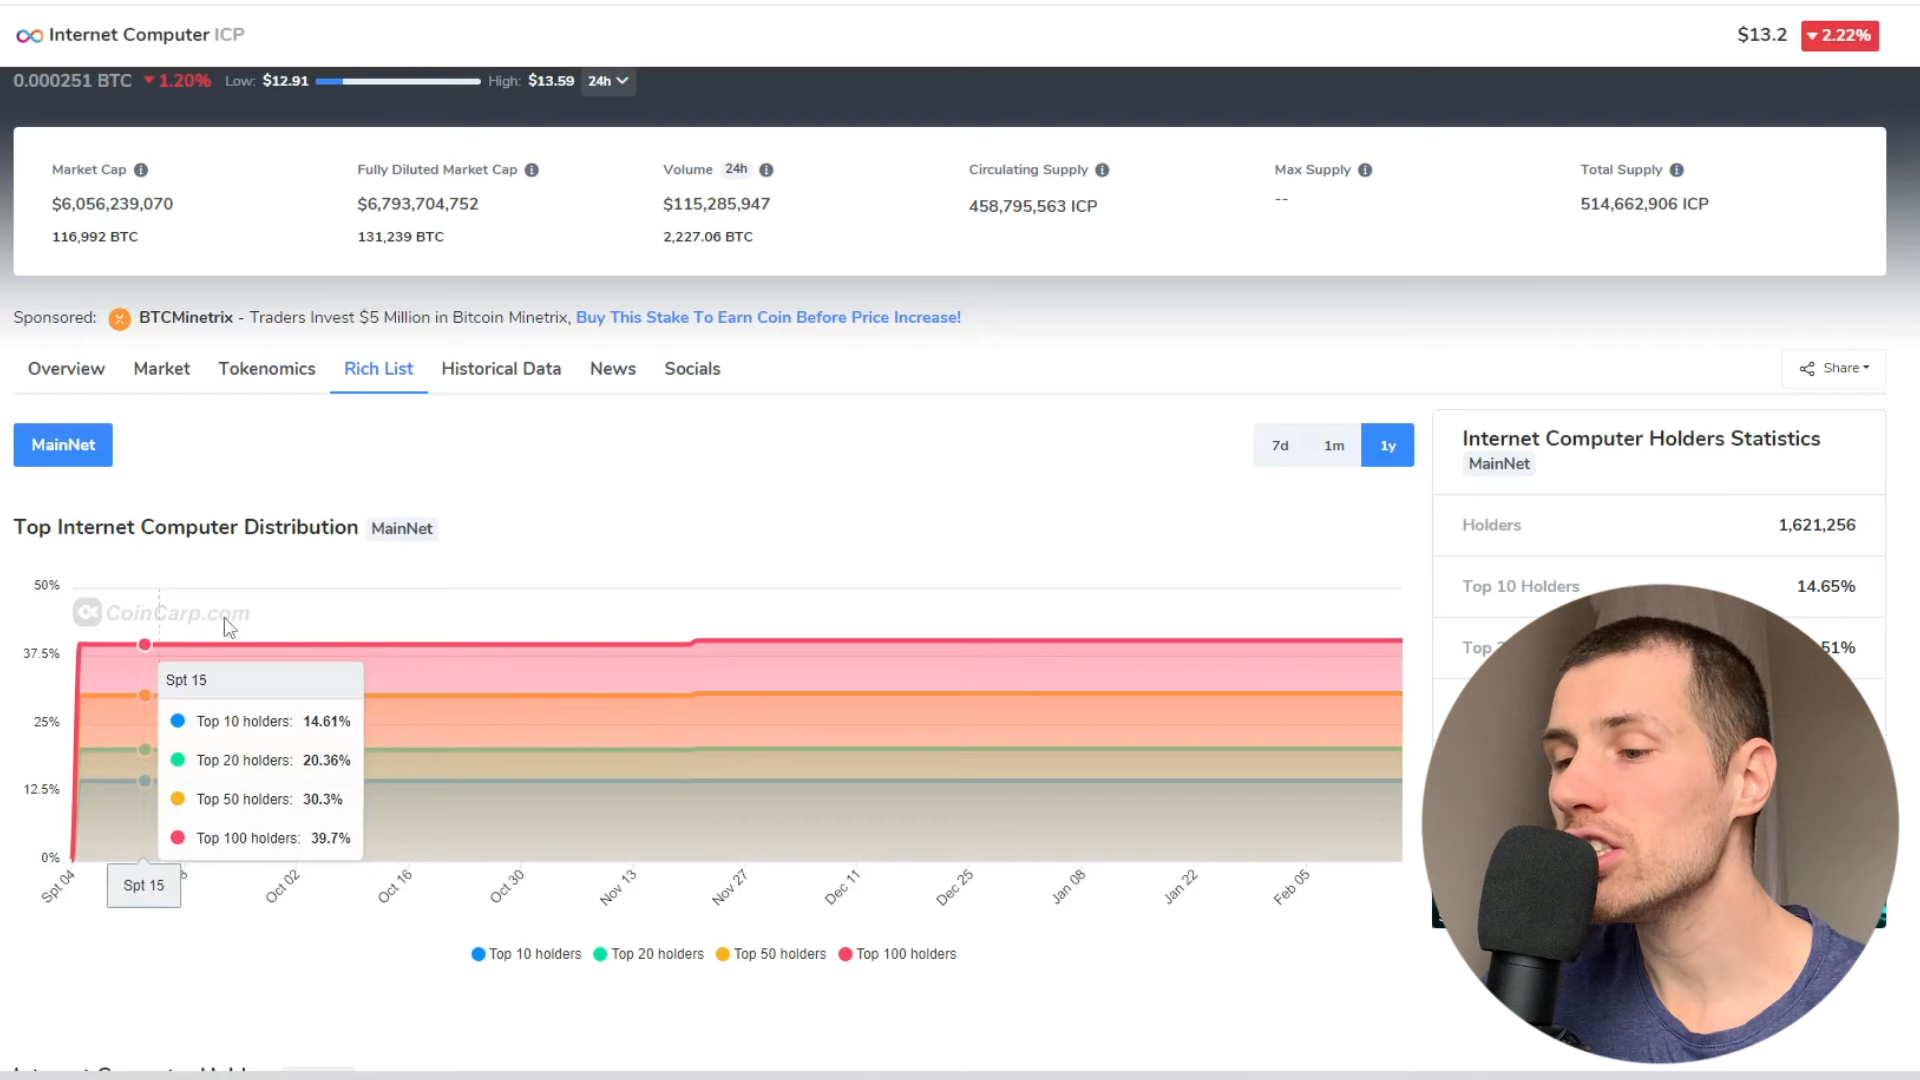 Internet Computer ICP
$13.2 2.22%
0.000251 BTC 1.20% Low: $12.91 High: $13.59 24h
Market Cap Fully Diluted Market Cap Volume 24h Circulating Supply Max Supply Total Supply
$6,056,239,070 $6,793,704,752 $115,285,947 458,795,563 ICP -- 514,662,906 ICP
116,992 BTC 131,239 BTC 2,227.06 BTC
Sponsored: BTCMinetrix - Traders Invest $5 Million in Bitcoin Minetrix, Buy This Stake To Earn Coin Before Price Increase!
Overview Market Tokenomics Rich List Historical Data News Socials Share
MainNet 7d 1m 1y
Internet Computer Holders Statistics
MainNet
Holders 1,621,256
Top 10 Holders 14.65%
Top 51%
Top Internet Computer Distribution MainNet
50%
37.5%
25%
12.5%
0%
CoinCarp.com
Spt 15
Top 10 holders: 14.61%
Top 20 holders: 20.36%
Top 50 holders: 30.3%
Top 100 holders: 39.7%
Spt 04 Spt 15 Oct 02 Oct 16 Oct 30 Nov 13 Nov 27 Dec 11 Dec 25 Jan 08 Jan 22 Feb 05
Top 10 holders Top 20 holders Top 50 holders Top 100 holders